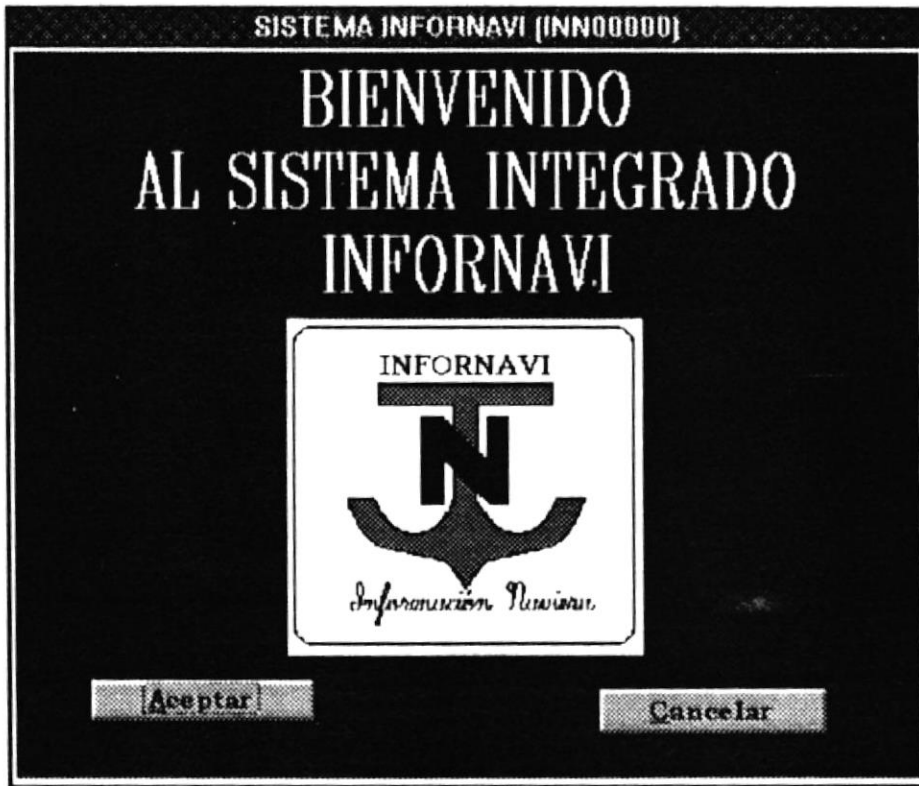 SISTEMA INFORNAVI (INN00000)
BIENVENIDO
AL SISTEMA INTEGRADO
INFORNAVI
INFORNAVI
N
Información Naviera
Aceptar
Cancelar